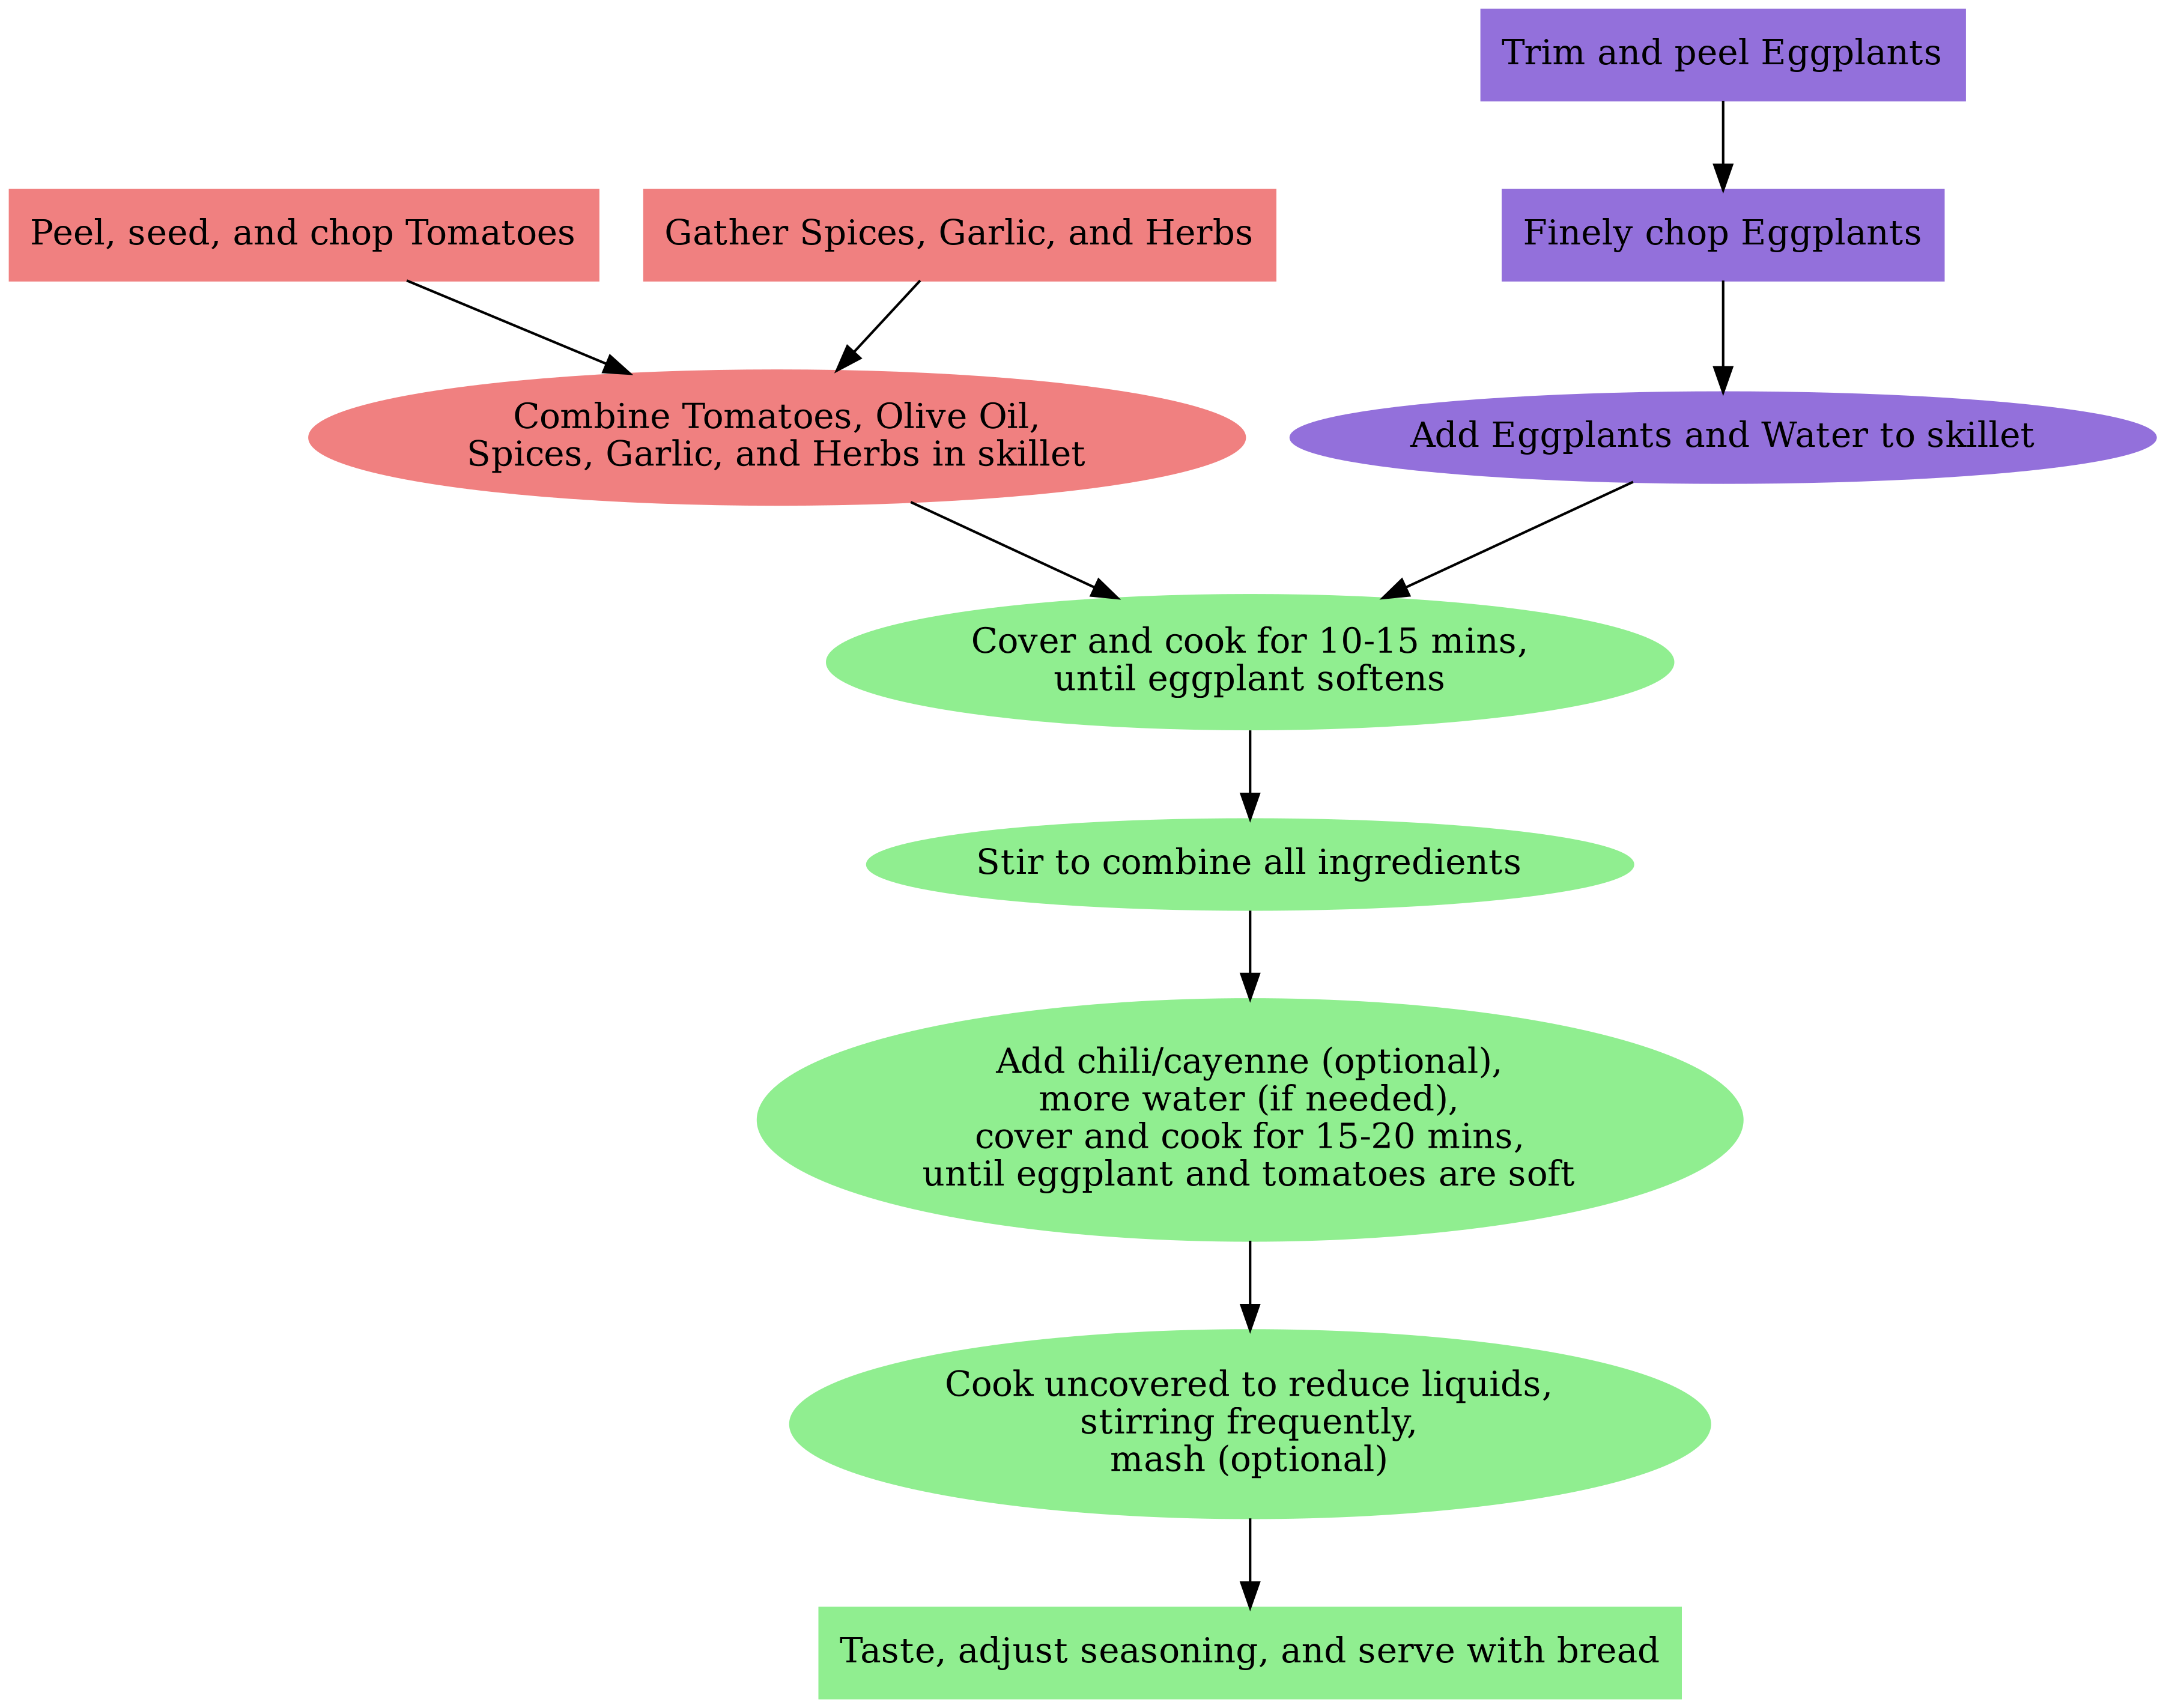 Trim and peel Eggplants
Peel, seed, and chop Tomatoes
Gather Spices, Garlic, and Herbs
Finely chop Eggplants
Combine Tomatoes, Olive Oil,
Spices, Garlic, and Herbs in skillet
Add Eggplants and Water to skillet
Cover and cook for 10-15 mins,
until eggplant softens
Stir to combine all ingredients
Add chili/cayenne (optional),
more water (if needed),
cover and cook for 15-20 mins,
until eggplant and tomatoes are soft
Cook uncovered to reduce liquids,
stirring frequently,
mash (optional)
Taste, adjust seasoning, and serve with bread